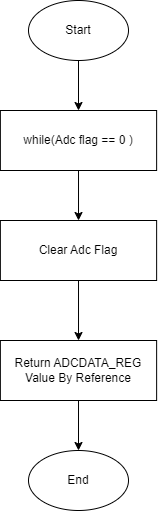 Start
while(Adc flag == 0 )
Clear Adc Flag
Return ADCDATA_REG
Value By Reference
End